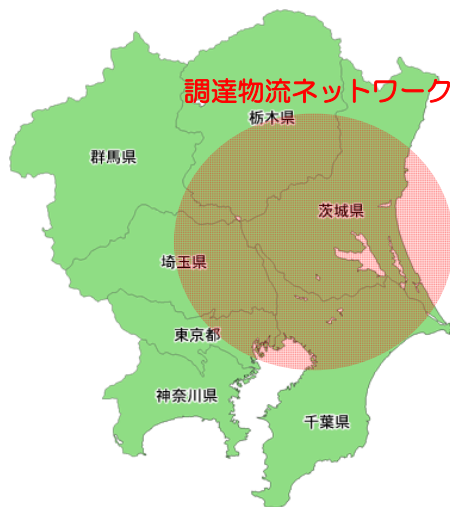 調達物流ネットワーク
栃木県
群馬県
茨城県
埼玉県
東京都
神奈川県
千葉県